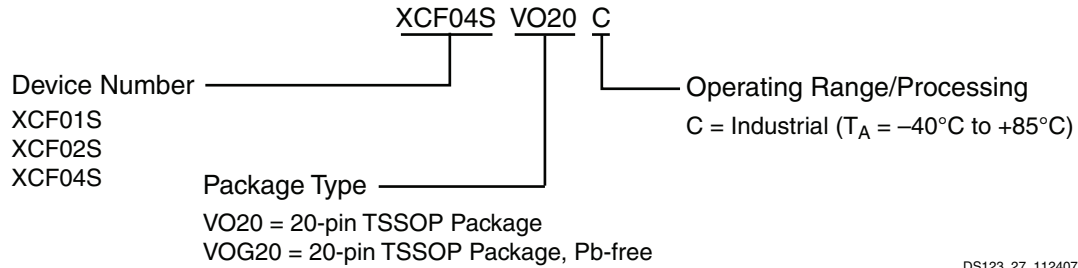 XCF04S VO20 C
Device Number
XCF01S
XCF02S
XCF04S
Package Type
VO20 = 20-pin TSSOP Package
VOG20 = 20-pin TSSOP Package, Pb-free
Operating Range/Processing
C = Industrial (TA = –40°C to +85°C)
DS123_27_112407